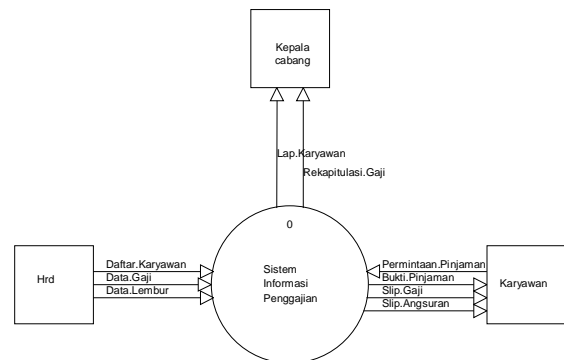 Kepala
cabang
Lap.Karyawan
Rekapitulasi.Gaji
0
Hrd
Daftar.Karyawan
Data.Gaji
Data.Lembur
Sistem
Informasi
Penggajian
Permintaan.Pinjaman
Bukti.Pinjaman
Slip.Gaji
Slip.Angsuran
Karyawan